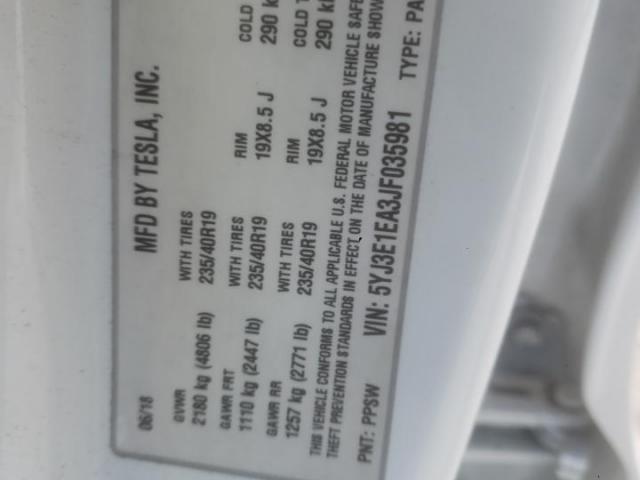 MFD BY TESLA, INC.
06/18
GVWR
2180 kg (4806 lb)
WITH TIRES
235/40R19
GAWR FRT
1110 kg (2447 lb)
WITH TIRES
235/40R19
RIM
19X8.5 J
COLD
290
GAWR RR
1257 kg (2771 lb)
WITH TIRES
235/40R19
RIM
19X8.5 J
COLD
290
THIS VEHICLE CONFORMS TO ALL APPLICABLE U.S. FEDERAL MOTOR VEHICLE
THEFT PREVENTION STANDARDS IN EFFECT ON THE DATE OF MANUFACTURE
PNT: PPSW
VIN: 5YJ3E1EA3JF035981
TYPE: